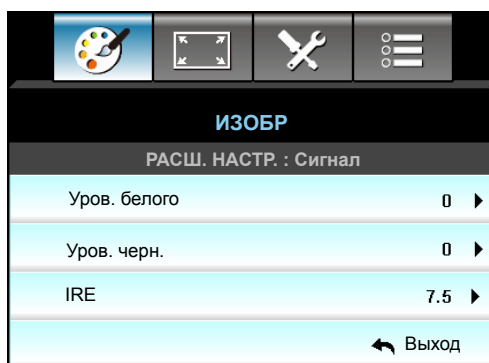 ИЗОБР
РАСШ. НАСТР. : Сигнал
Уров. белого 0
Уров. черн. 0
IRE 7.5
Выход